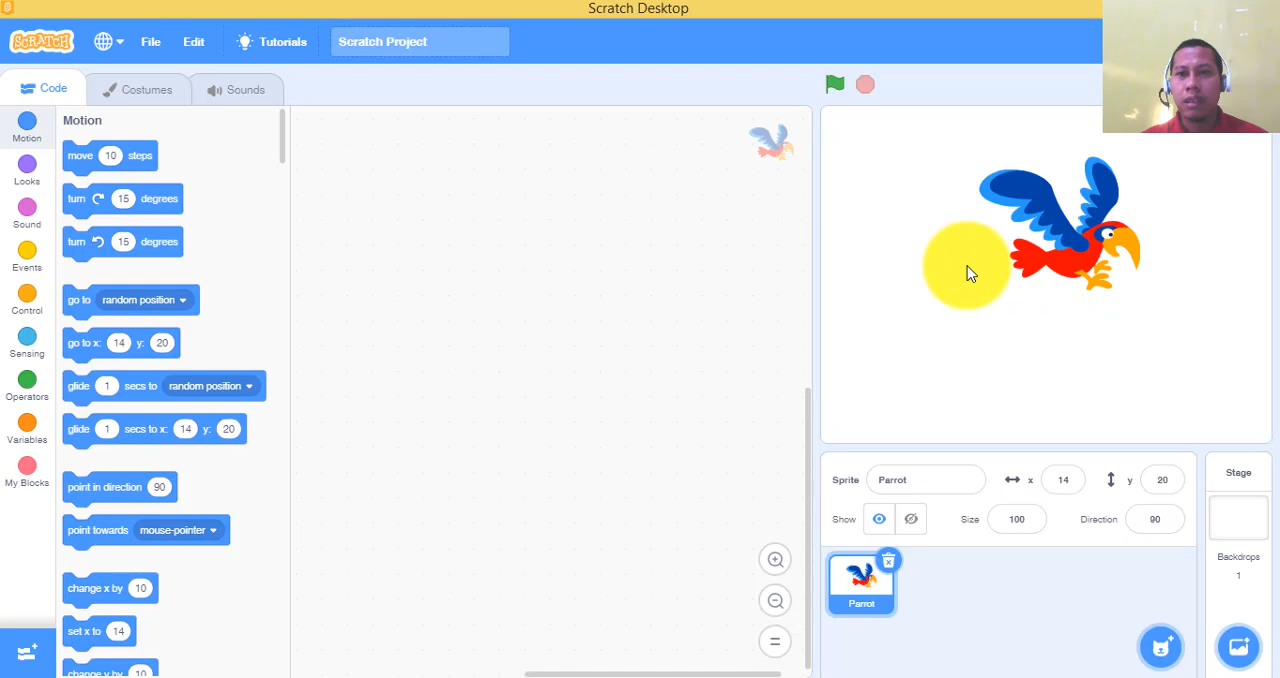 Scratch Desktop
SCRATCH File Edit Tutorials Scratch Project
Code Costumes Sounds
Motion
Looks
Sound
Events
Control
Sensing
Operators
Variables
My Blocks
Motion
move 10 steps
turn 15 degrees
turn 15 degrees
go to random position
go to x: 14 y: 20
glide 1 secs to random position
glide 1 secs to x: 14 y: 20
point in direction 90
point towards mouse-pointer
change x by 10
set x to 14
change y by 10
Sprite Parrot x 14 y 20
Show Size 100 Direction 90
Parrot
Stage
Backdrops
1